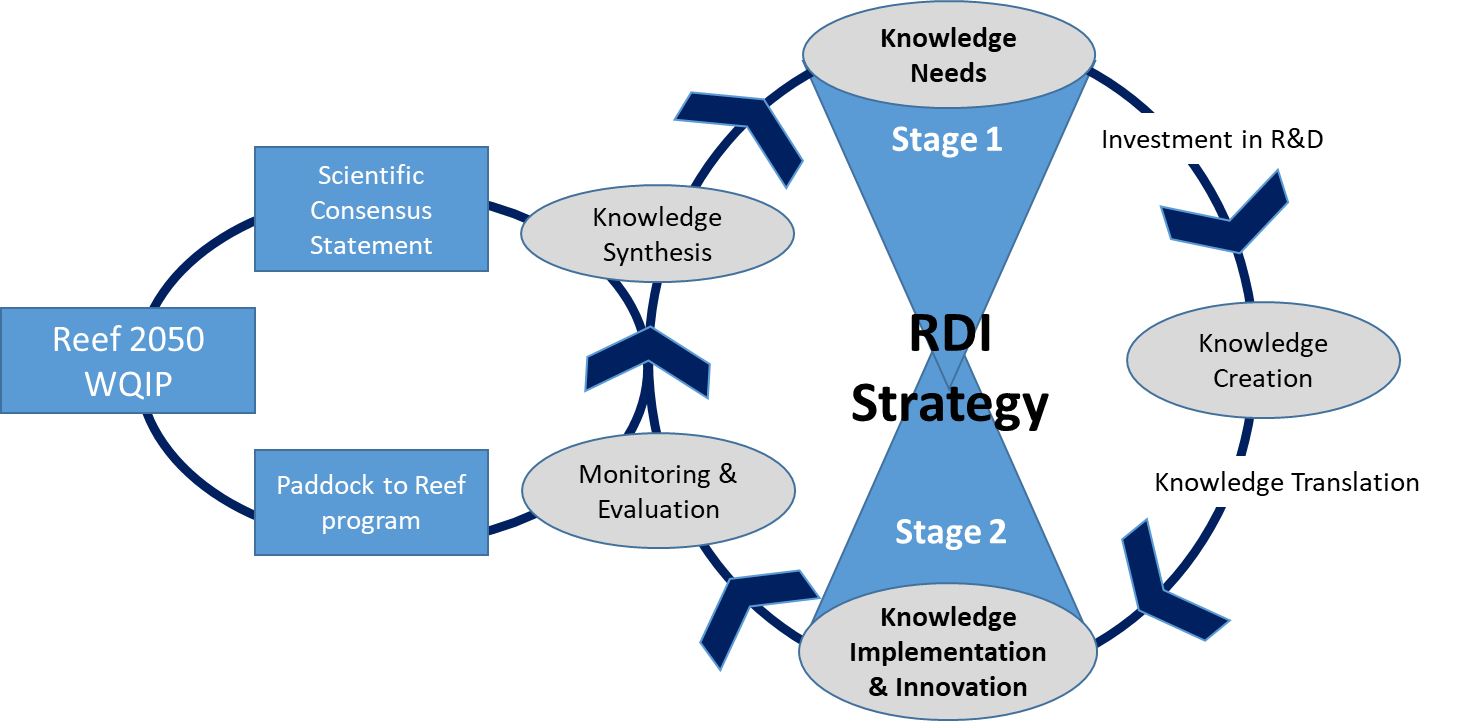 Knowledge
Needs
Stage 1
Investment in R&D
Scientific
Consensus
Statement
Knowledge
Synthesis
Reef 2050
WQIP
RDI
Strategy
Knowledge
Creation
Paddock to Reef
program
Monitoring &
Evaluation
Knowledge Translation
Stage 2
Knowledge
Implementation
& Innovation